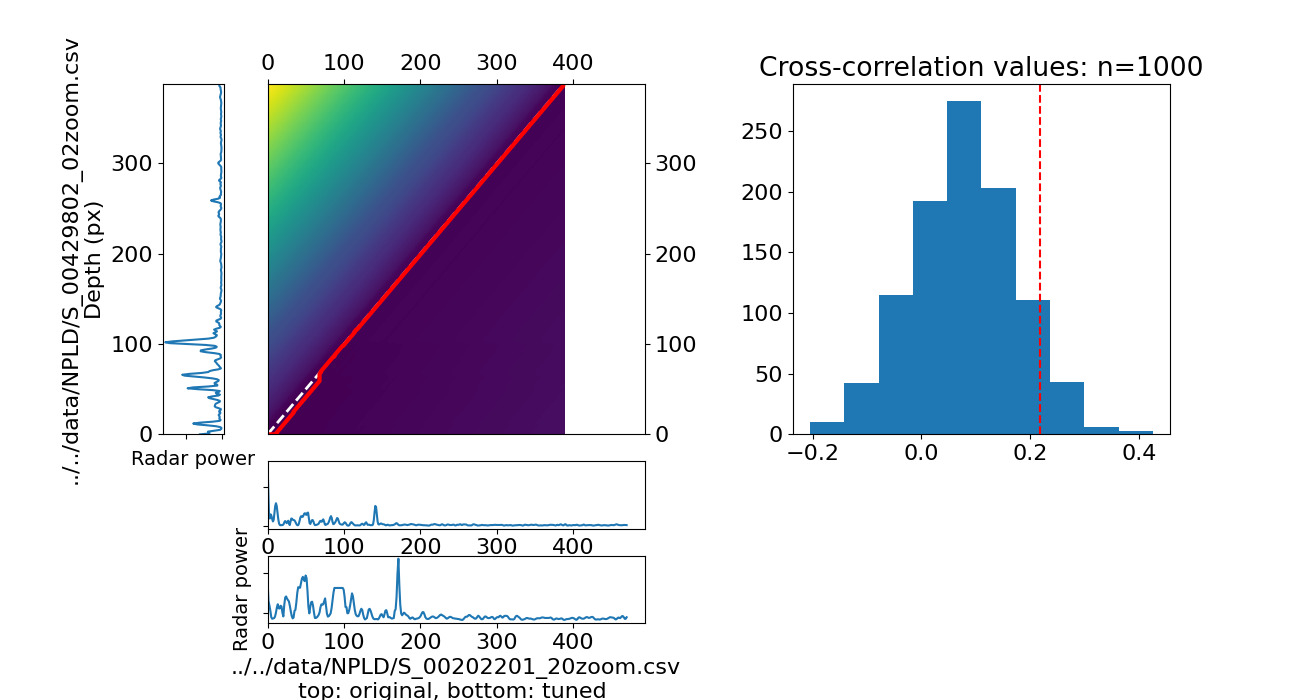 0 100 200 300 400
Cross-correlation values: n=1000
../../data/NPLD/S_00429802_02zoom.csv
Depth (px)
300
200
100
0
300
200
100
0
250
200
150
100
50
0
−0.2 0.0 0.2 0.4
Radar power
0 100 200 300 400
Radar power
0 100 200 300 400
../../data/NPLD/S_00202201_20zoom.csv
top: original, bottom: tuned